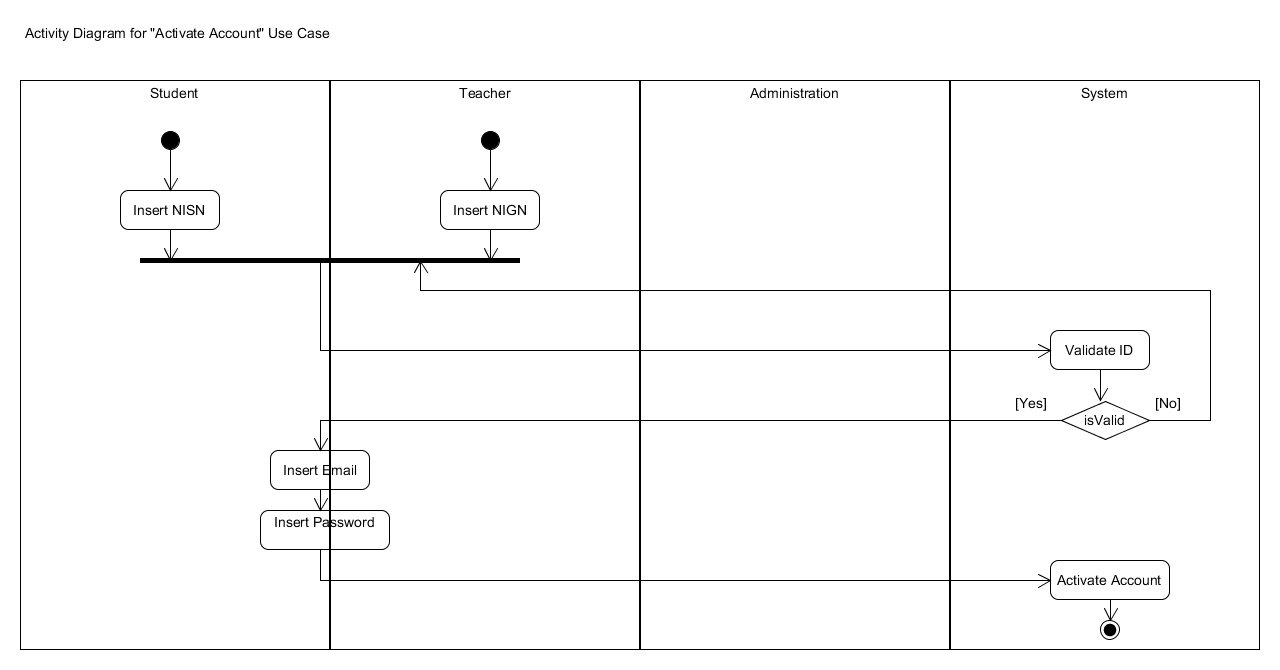 Activity Diagram for "Activate Account" Use Case
Student
Teacher
Administration
System
Insert NISN
Insert NIGN
Validate ID
[Yes]
[No]
isValid
Insert Email
Insert Password
Activate Account